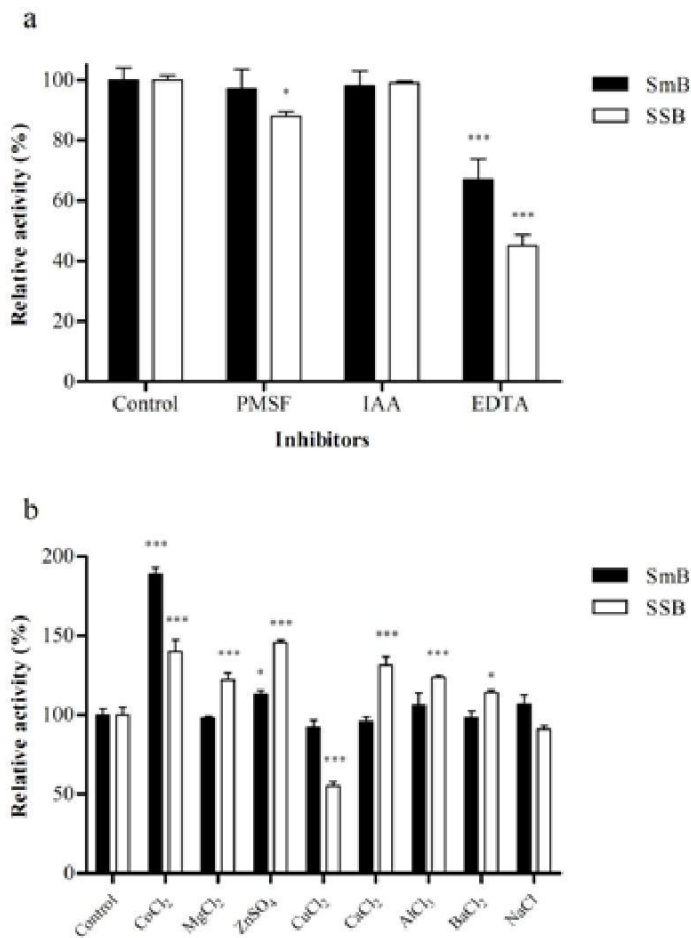 a
Relative activity (%)
100
80
60
40
20
0
*
***
***
SmB
SSB
Control PMSF IAA EDTA
Inhibitors
b
Relative activity (%)
200
150
100
50
0
***
***
***
*
***
***
***
***
*
SmB
SSB
Control CoCl2 MgCl2 ZnSO4 CuCl2 CaCl2 AlCl3 BaCl2 NaCl